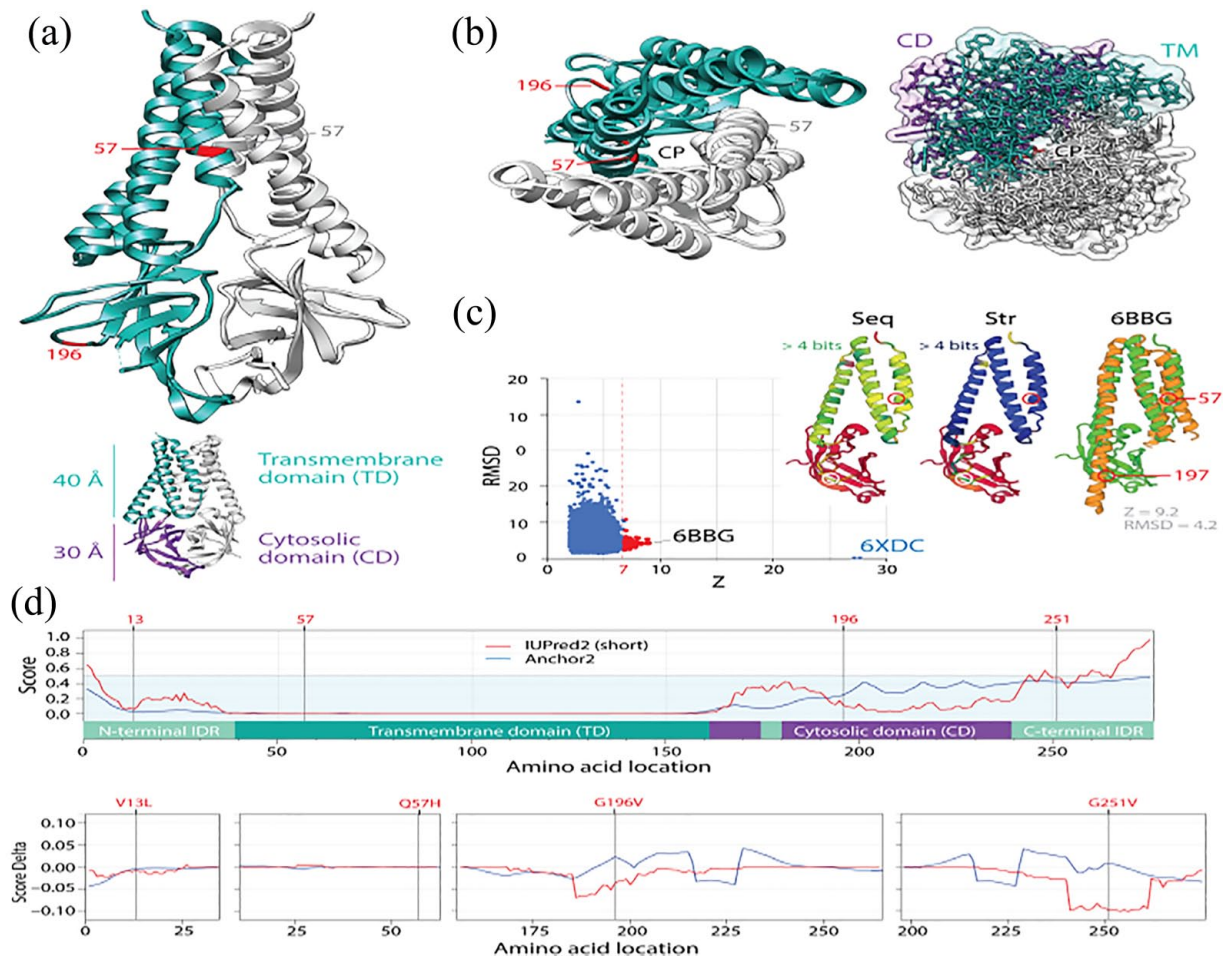 (a)
57
57
196
40 Å
Transmembrane
domain (TD)
30 Å
Cytosolic
domain (CD)
(b)
196
57
57
CP
CD
TM
CP
(c)
Seq
Str
6BBG
> 4 bits
> 4 bits
57
197
Z = 9.2
RMSD = 4.2
RMSD
20
10
0
20
10
0
6BBG
6XDC
0
7
10
20
30
Z
(d)
13
57
196
251
Score
1.0
0.8
0.6
0.4
0.2
0.0
IUPred2 (short)
Anchor2
N-terminal IDR
Transmembrane domain (TD)
Cytosolic domain (CD)
C-terminal IDR
0 50 100 150 200 250
Amino acid location
V13L
Q57H
G196V
G251V
Score Delta
0.10
0.05
0.00
−0.05
−0.10
0 25
25 50
175 200 225 250
200 225 250 275
Amino acid location